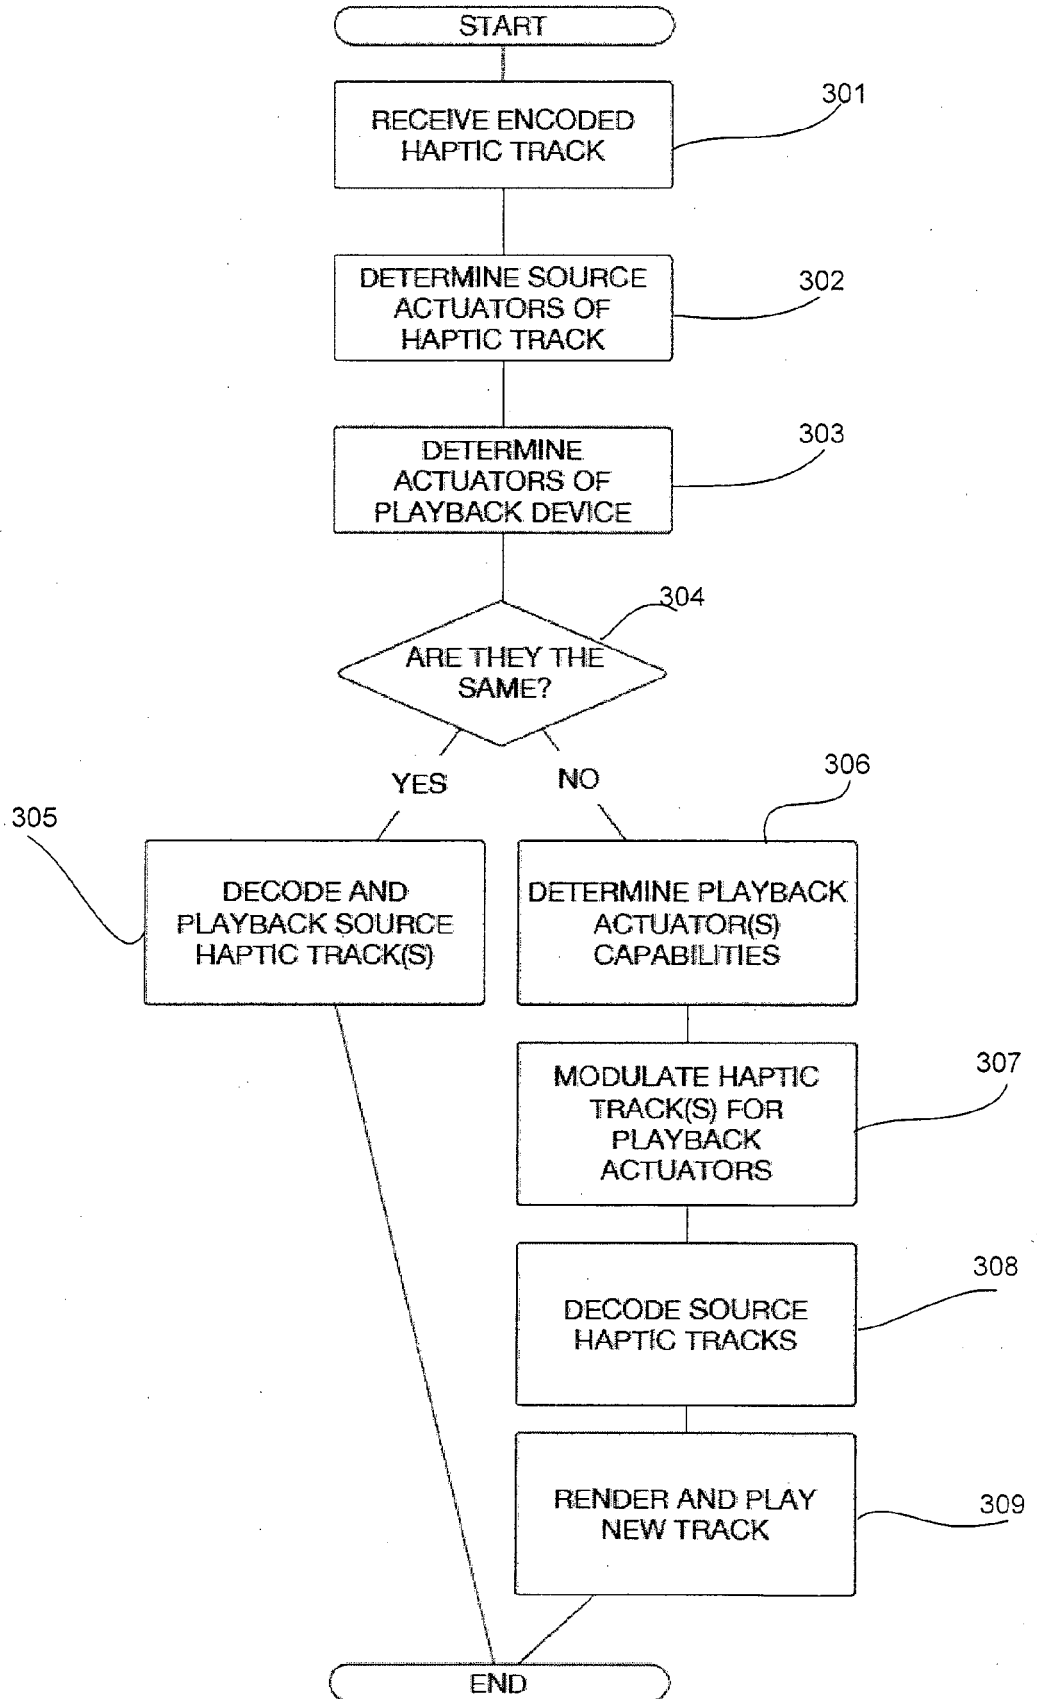 START
301
RECEIVE ENCODED
HAPTIC TRACK
302
DETERMINE SOURCE
ACTUATORS OF
HAPTIC TRACK
303
DETERMINE
ACTUATORS OF
PLAYBACK DEVICE
304
ARE THEY THE
SAME?
YES
NO
305
DECODE AND
PLAYBACK SOURCE
HAPTIC TRACK(S)
306
DETERMINE PLAYBACK
ACTUATOR(S)
CAPABILITIES
307
MODULATE HAPTIC
TRACK(S) FOR
PLAYBACK
ACTUATORS
308
DECODE SOURCE
HAPTIC TRACKS
309
RENDER AND PLAY
NEW TRACK
END